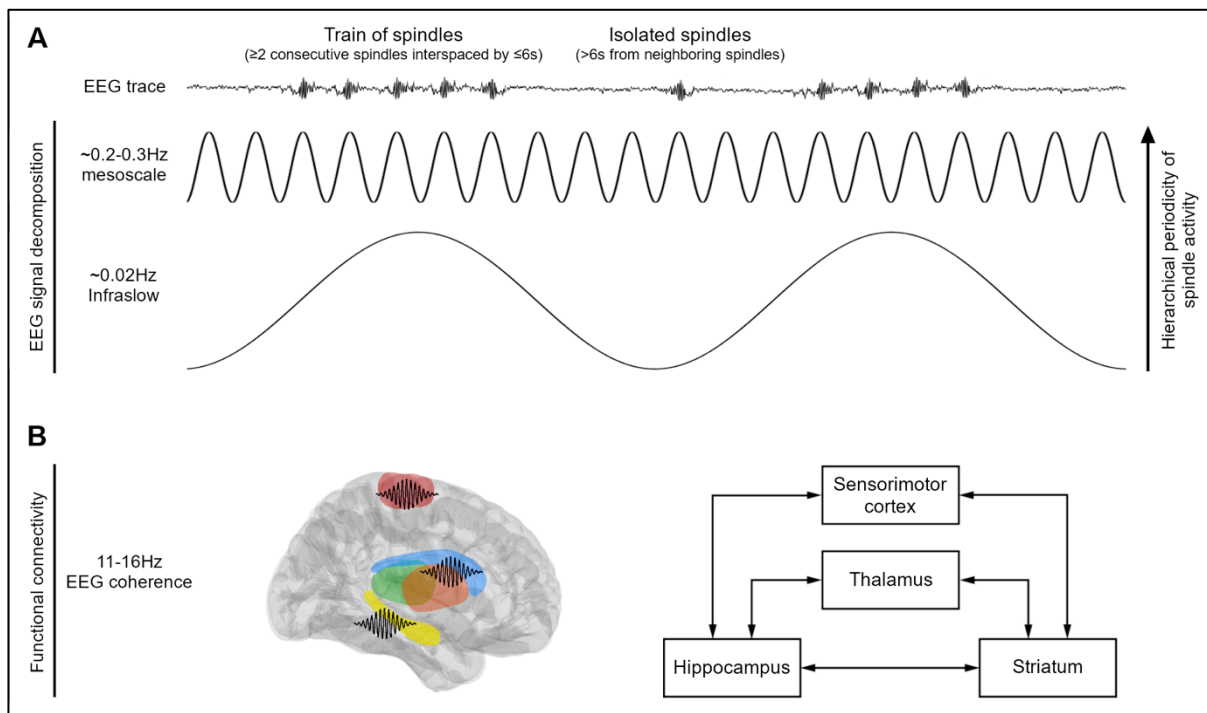 A
Train of spindles
(≥2 consecutive spindles interspaced by ≤6s)
Isolated spindles
(>6s from neighboring spindles)
EEG trace
EEG signal decomposition
~0.2-0.3Hz
mesoscale
~0.02Hz
Infraslow
Hierarchical periodicity of
spindle activity
B
Functional connectivity
11-16Hz
EEG coherence
Sensorimotor
cortex
Thalamus
Hippocampus
Striatum